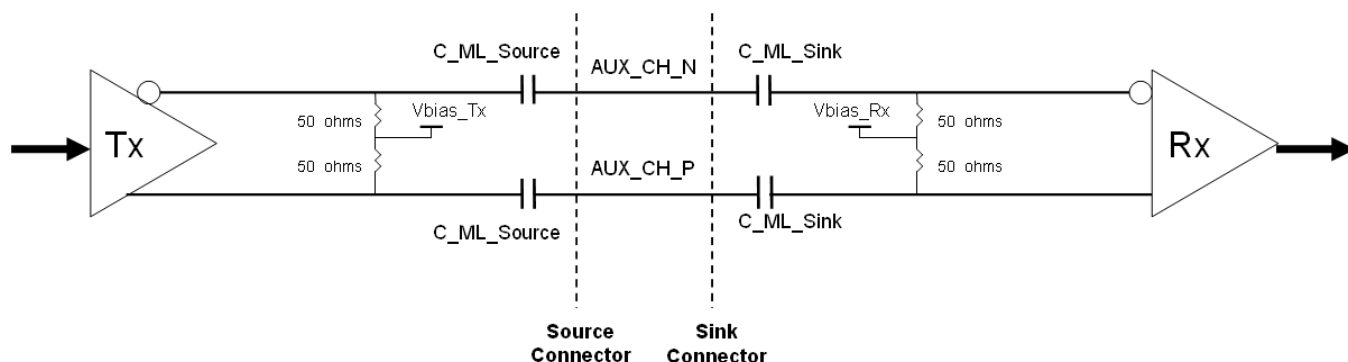 C_ML_Source
C_ML_Sink
AUX_CH_N
Vbias_Tx
Vbias_Rx
50 ohms
50 ohms
Tx
Rx
50 ohms
50 ohms
AUX_CH_P
C_ML_Source
C_ML_Sink
Source
Connector
Sink
Connector